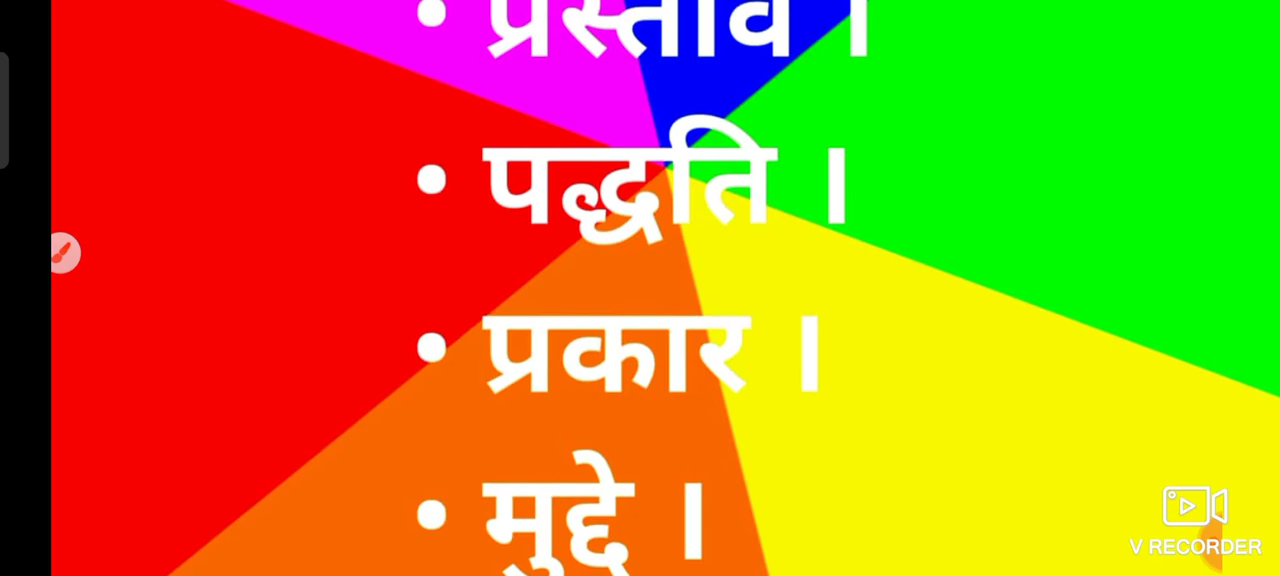 • प्रस्ताव ।
• पद्धति ।
• प्रकार ।
• मुद्दे ।
V RECORDER